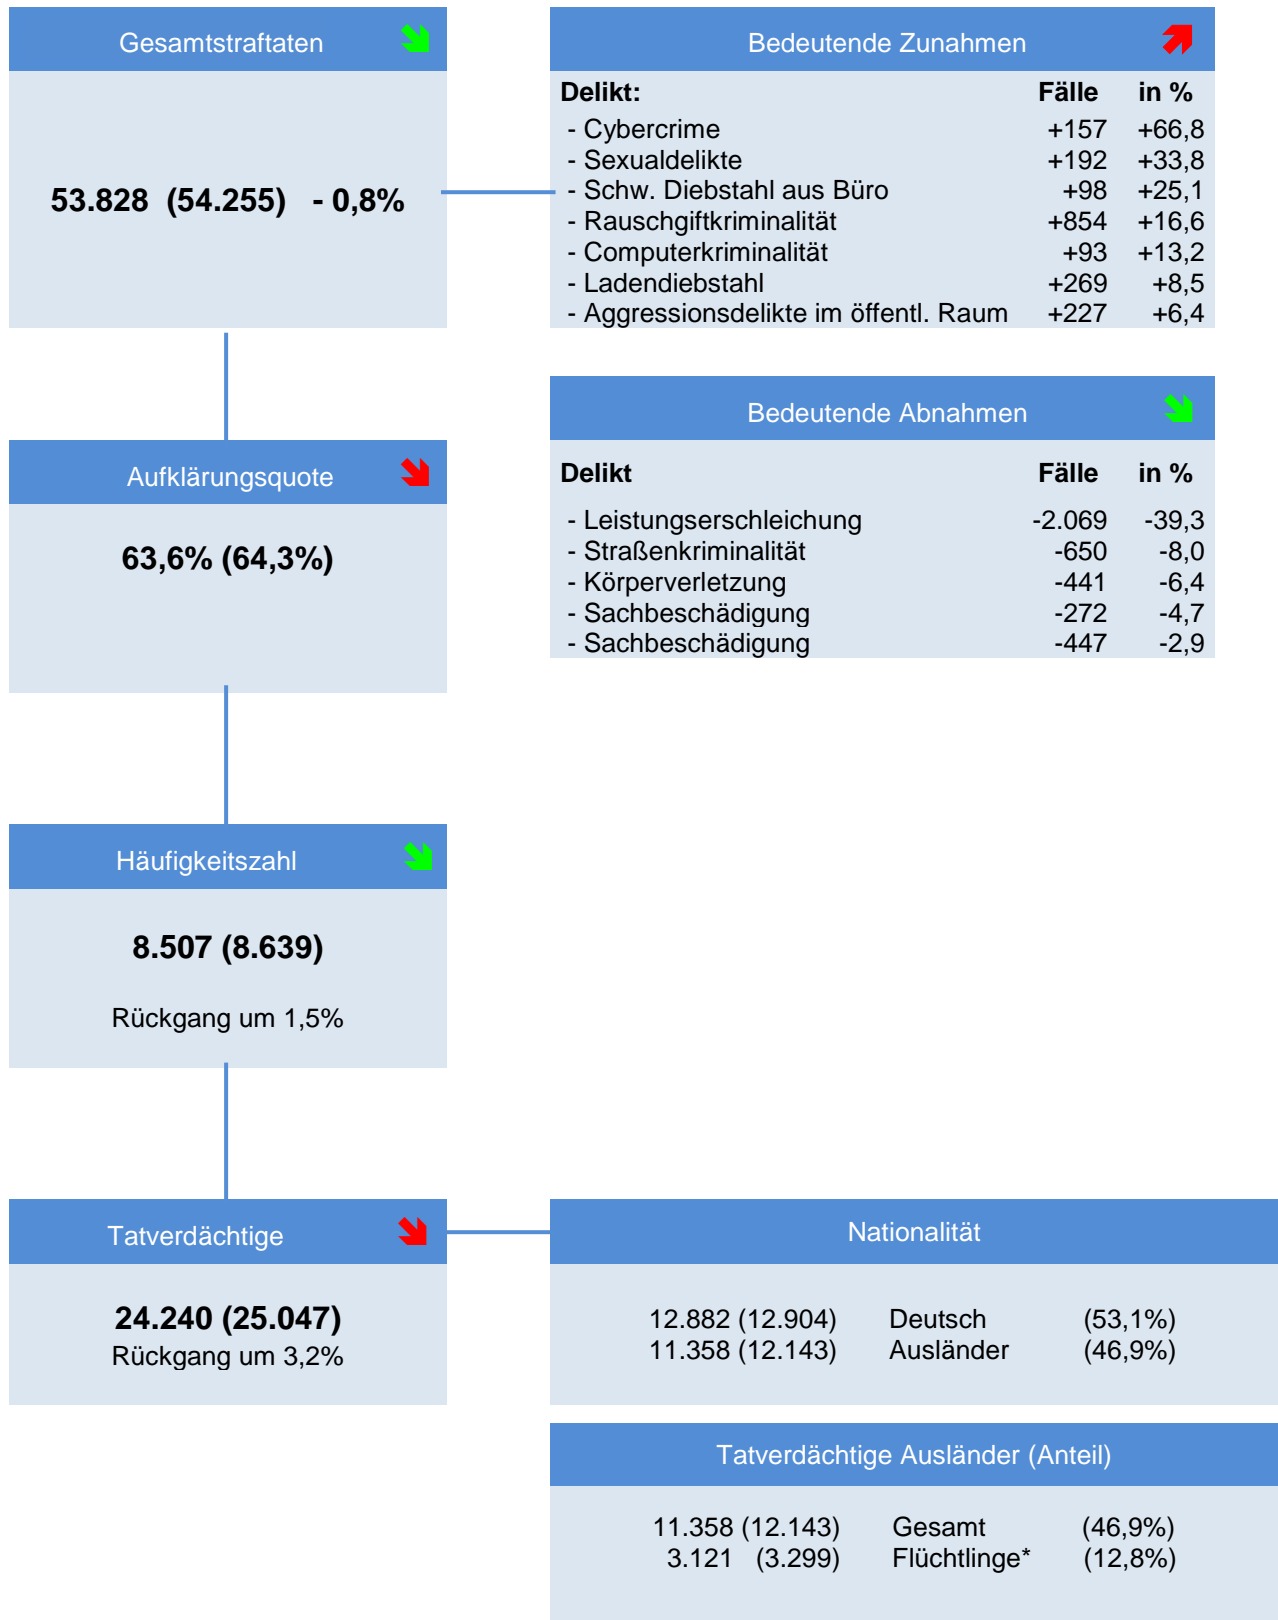 Gesamtstraftaten
53.828 (54.255) - 0,8%
Bedeutende Zunahmen
Delikt: Fälle in %
- Cybercrime +157 +66,8
- Sexualdelikte +192 +33,8
- Schw. Diebstahl aus Büro +98 +25,1
- Rauschgiftkriminalität +854 +16,6
- Computerkriminalität +93 +13,2
- Ladendiebstahl +269 +8,5
- Aggressionsdelikte im öffentl. Raum +227 +6,4
Bedeutende Abnahmen
Delikt Fälle in %
- Leistungserschleichung -2.069 -39,3
- Straßenkriminalität -650 -8,0
- Körperverletzung -441 -6,4
- Sachbeschädigung -272 -4,7
- Sachbeschädigung -447 -2,9
Aufklärungsquote
63,6% (64,3%)
Häufigkeitszahl
8.507 (8.639)
Rückgang um 1,5%
Tatverdächtige
24.240 (25.047)
Rückgang um 3,2%
Nationalität
12.882 (12.904) Deutsch (53,1%)
11.358 (12.143) Ausländer (46,9%)
Tatverdächtige Ausländer (Anteil)
11.358 (12.143) Gesamt (46,9%)
3.121 (3.299) Flüchtlinge* (12,8%)